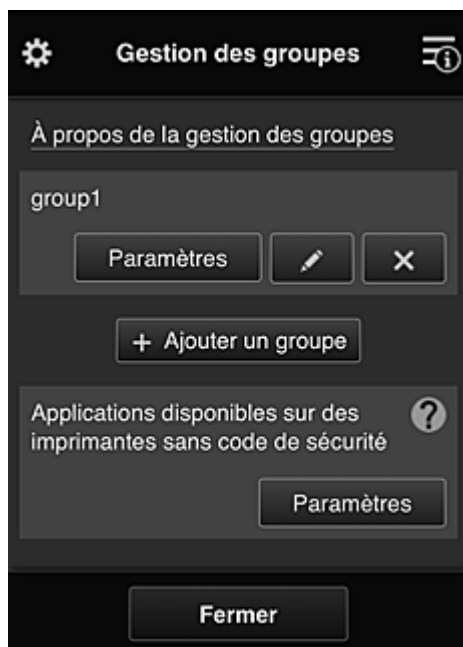 Gestion des groupes
À propos de la gestion des groupes
group1
Paramètres
+ Ajouter un groupe
Applications disponibles sur des
imprimantes sans code de sécurité
?
Paramètres
Fermer